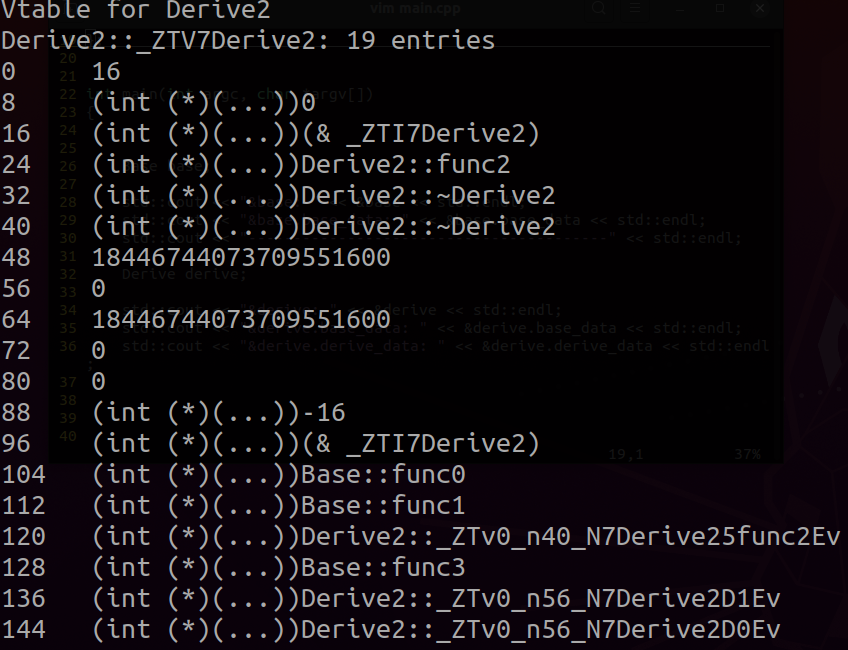 Vtable for Derive2
Derive2::_ZTV7Derive2: 19 entries
0     16
8     (int (*)(...))0
16    (int (*)(...))(& _ZTI7Derive2)
24    (int (*)(...))Derive2::func2
32    (int (*)(...))Derive2::~Derive2
40    (int (*)(...))Derive2::~Derive2
48    18446744073709551600
56    0
64    18446744073709551600
72    0
80    0
88    (int (*)(...))-16
96    (int (*)(...))(& _ZTI7Derive2)
104   (int (*)(...))Base::func0
112   (int (*)(...))Base::func1
120   (int (*)(...))Derive2::_ZTv0_n40_N7Derive25func2Ev
128   (int (*)(...))Base::func3
136   (int (*)(...))Derive2::_ZTv0_n56_N7Derive2D1Ev
144   (int (*)(...))Derive2::_ZTv0_n56_N7Derive2D0Ev